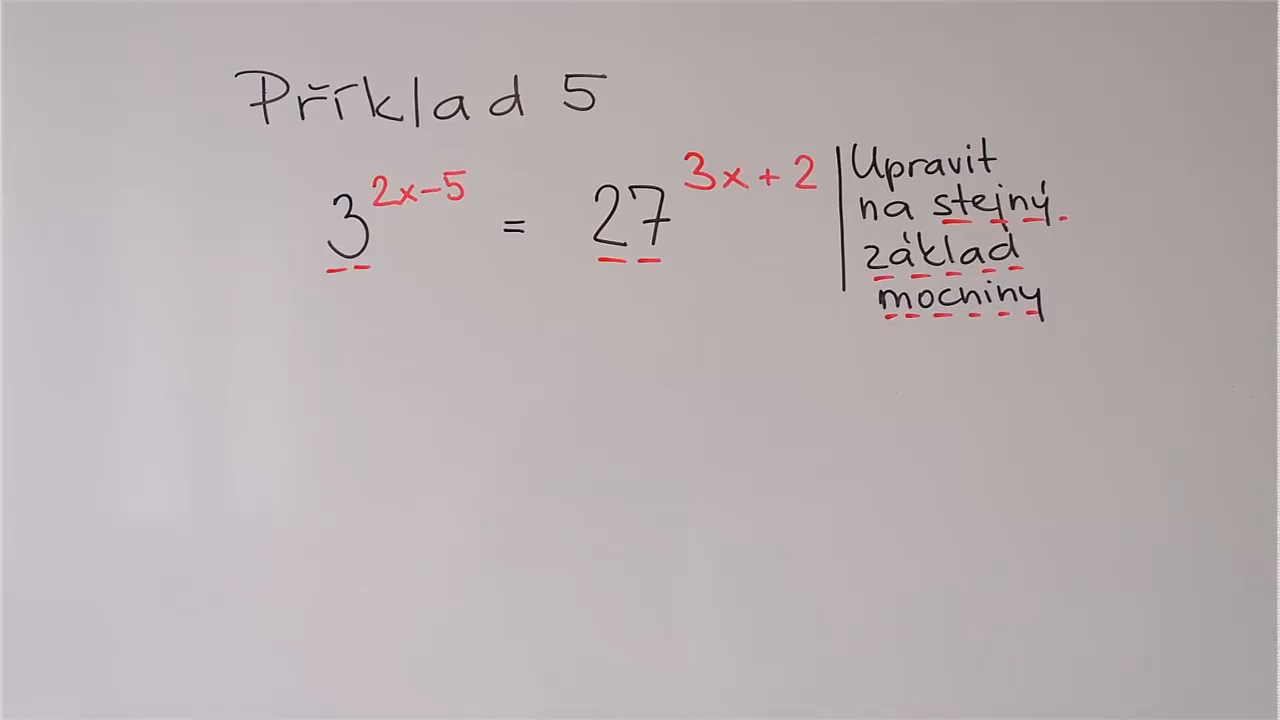 Příklad 5
3^{2x-5} = 27^{3x+2}
Upravit
na stejný
základ
mocniny